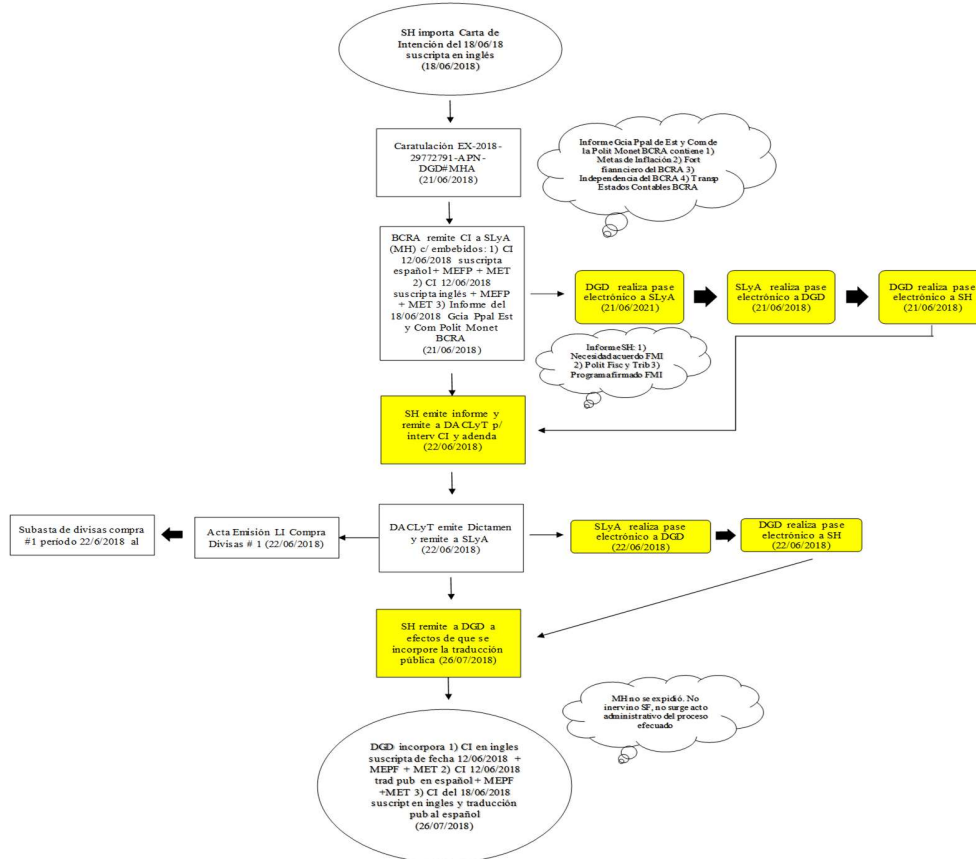 SH importa Carta de
Intención del 18/06/18
suscripta en inglés
(18/06/2018)
Caratulación EX-2018-
29772791-APN-
DGD#MHA
(21/06/2018)
Informe Gcia Ppal de Est y Com de
la Polit Monet BCRA contiene 1)
Metas de Inflación 2) Fort
fiannciero del BCRA 3)
Independencia del BCRA 4) Transp
Estados Contables BCRA
BCRA remite CI a SLyA
(MH) c/ embebidos: 1) CI
12/06/2018 suscripta
español + MEFP + MET
2) CI 12/06/2018
suscripta inglés + MEFP
+ MET 3) Informe del
18/06/2018 Gcia Ppal Est
y Com Polit Monet
BCRA
(21/06/2018)
DGD realiza pase
electrónico a SLyA
(21/06/2021)
SLyA realiza pase
electrónico a DGD
(21/06/2018)
DGD realiza pase
electrónico a SH
(21/06/2018)
Informe SH: 1)
Necesidad acuerdo FMI
2) Polit Fisc y Trib 3)
Programa firmado FMI
SH emite informe y
remite a DACLyT p/
interv CI y adenda
(22/06/2018)
Subasta de divisas compra
#1 período 22/6/2018 al
Acta Emisión LI Compra
Divisas # 1 (22/06/2018)
DACLyT emite Dictamen
y remite a SLyA
(22/06/2018)
SLyA realiza pase
electrónico a DGD
(22/06/2018)
DGD realiza pase
electrónico a SH
(22/06/2018)
SH remite a DGD a
efectos de que se
incorpore la traducción
pública (26/07/2018)
MH no se expidió. No
inervino SF, no surge acto
administrativo del proceso
efecuado
DGD incorpora 1) CI en ingles
suscripta de fecha 12/06/2018 +
MEPF + MET 2) CI 12/06/2018
trad pub en español + MEPF
+MET 3) CI del 18/06/2018
suscript en ingles y traducción
pub al español
(26/07/2018)